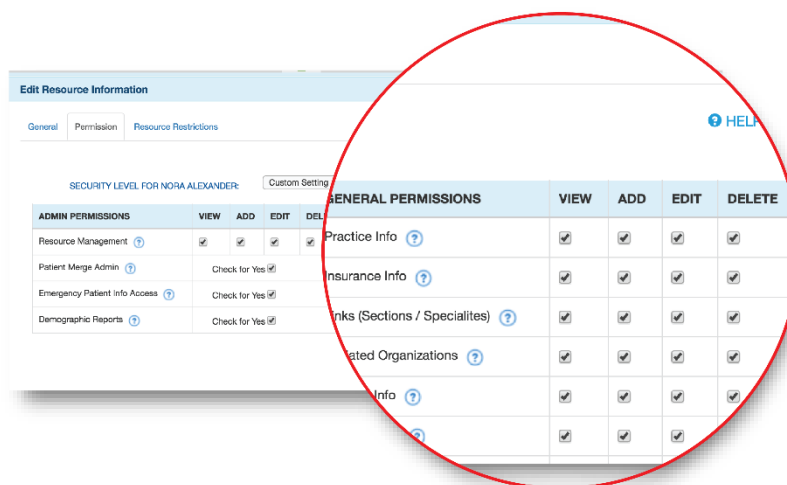 Edit Resource Information
General Permission Resource Restrictions
SECURITY LEVEL FOR NORA ALEXANDER: Custom Setting
ADMIN PERMISSIONS VIEW ADD EDIT
Resource Management ?
Patient Merge Admin ? Check for Yes
Emergency Patient Info Access ? Check for Yes
Demographic Reports ? Check for Yes
? HELP
GENERAL PERMISSIONS VIEW ADD EDIT DELETE
Practice Info ?
Insurance Info ?
(Sections / Specialites) ?
Organizations ?
Info ?
?